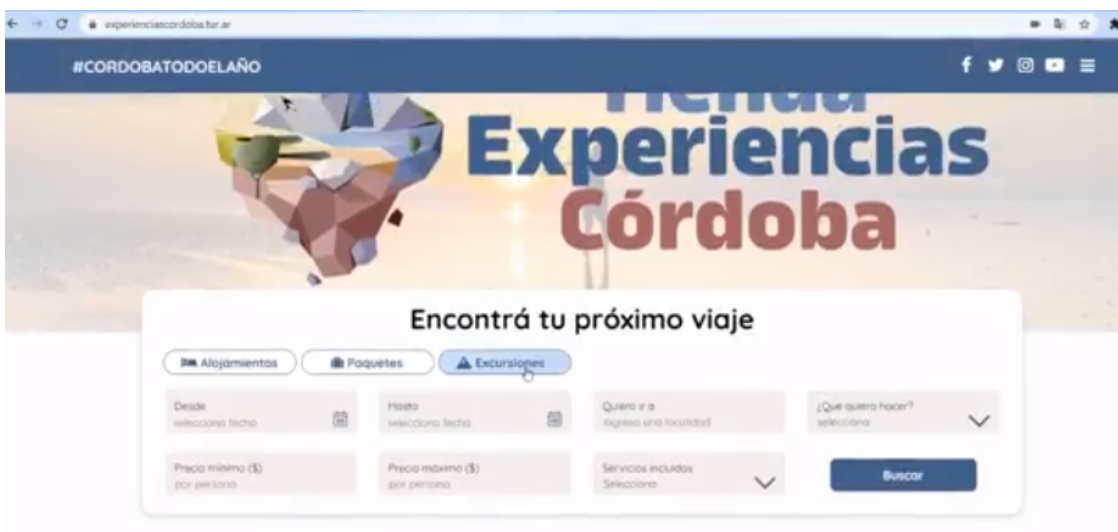 experienciascordoba.tur.ar
#CORDOBATODOELAÑO
Tienda
Experiencias
Córdoba
Encontrá tu próximo viaje
Alojamientos Paquetes Excursiones
Desde Hasta Quiero ir a ¿Que quiero hacer?
selecciona fecha selecciona fecha ingresa una localidad selecciona
Precio mínimo ($) Precio máximo ($) Servicios incluidos
por persona por persona Selecciona Buscar